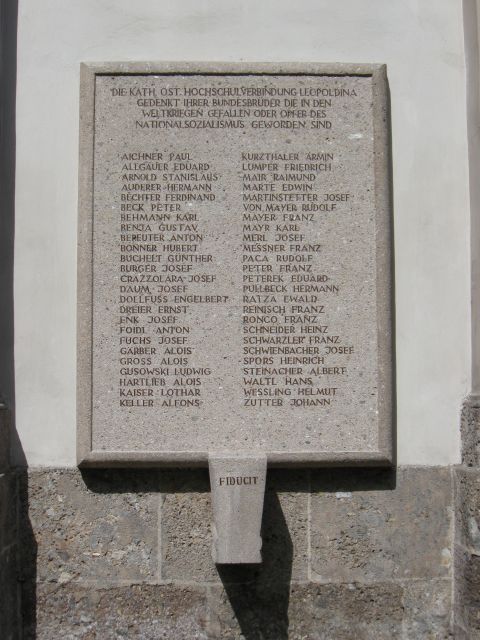 DIE KATH. ÖST. HOCHSCHULVERBINDUNG LEOPOLDINA
GEDENKT IHRER BUNDESBRÜDER DIE IN DEN
WELTKRIEGEN GEFALLEN ODER OPFER DES
NATIONALSOZIALISMUS GEWORDEN SIND
AICHNER PAUL
ALLGÄUER EDUARD
ARNOLD STANISLAUS
AUDERER HERMANN
BECHTER FERDINAND
BECK PETER
BEHMANN KARL
BENJA GUSTAV
BEREUTER ANTON
BONNER HUBERT
BUCHELT GÜNTHER
BURGER JOSEF
CRAZZOLARA JOSEF
DAUM JOSEF
DOLLFUSS ENGELBERT
DREIER ERNST
ENK JOSEF
FOIDL ANTON
FUCHS JOSEF
GARBER ALOIS
GROSS ALOIS
GUSOWSKI LUDWIG
HARTLIEB ALOIS
KAISER LOTHAR
KELLER ALFONS
KURZTHALER ARMIN
LUMPER FRIEDRICH
MAIR RAIMUND
MARTE EDWIN
MARTINSTETTER JOSEF
VON MAYER RUDOLF
MAYER FRANZ
MAYR KARL
MERL JOSEF
MESSNER FRANZ
PACA RUDOLF
PETER FRANZ
PETEREK EDUARD
PÜLLBECK HERMANN
RATZA EWALD
REINISCH FRANZ
RONCO FRANZ
SCHNEIDER HEINZ
SCHWARZLER FRANZ
SCHWIENBACHER JOSEF
SPORS HEINRICH
STEINACHER ALBERT
WALTL HANS
WESSLING HELMUT
ZUTTER JOHANN
FIDUCIT